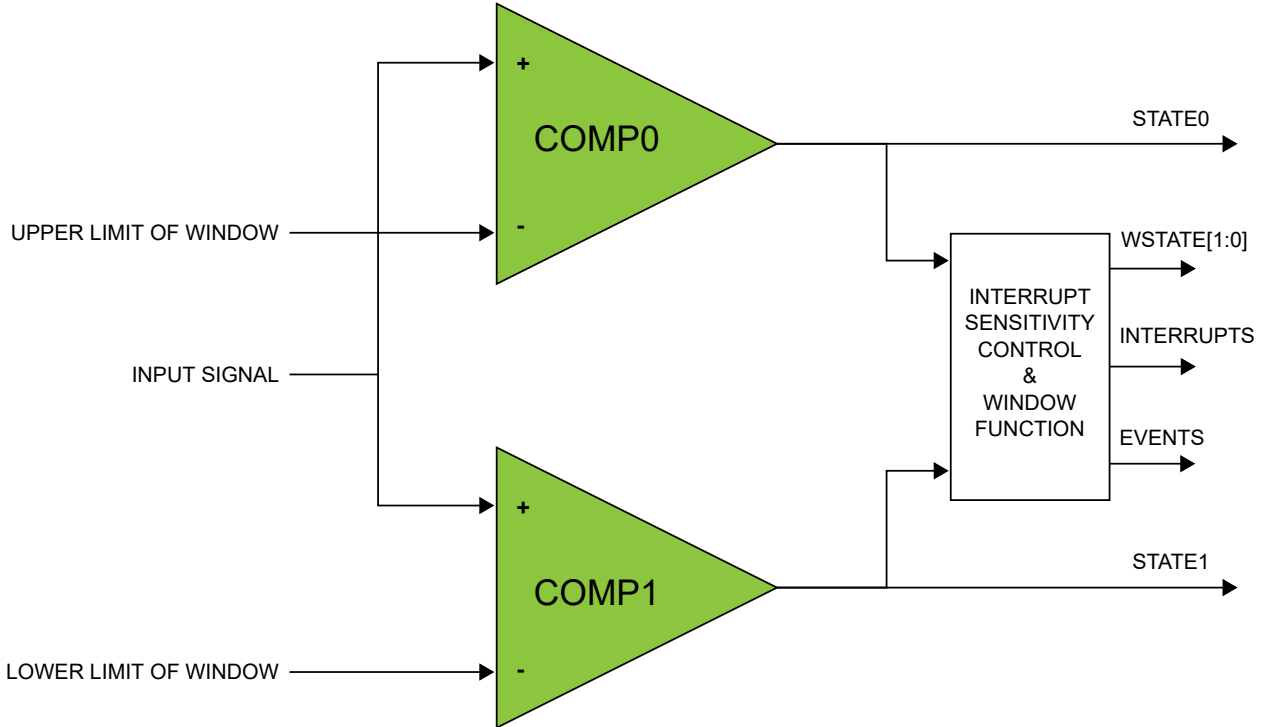 +
COMP0
-
STATE0
UPPER LIMIT OF WINDOW
WSTATE[1:0]
INTERRUPT
SENSITIVITY
CONTROL
&
WINDOW
FUNCTION
INTERRUPTS
EVENTS
INPUT SIGNAL
+
COMP1
-
STATE1
LOWER LIMIT OF WINDOW